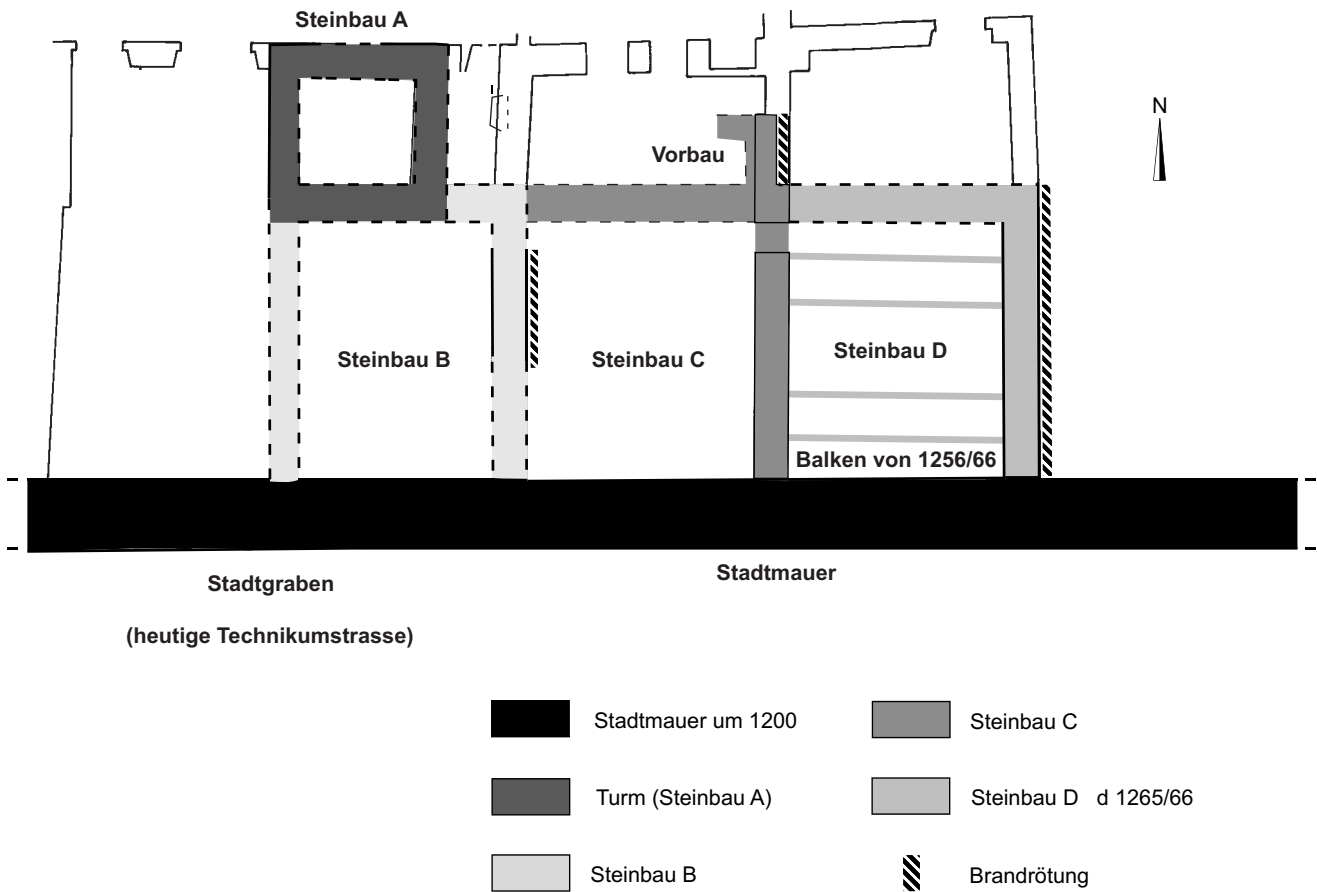 Steinbau A
N
Vorbau
Steinbau B
Steinbau C
Steinbau D
Balken von 1256/66
Stadtgraben
(heutige Technikumstrasse)
Stadtmauer
Stadtmauer um 1200
Turm (Steinbau A)
Steinbau B
Steinbau C
Steinbau D d 1265/66
Brandrötung